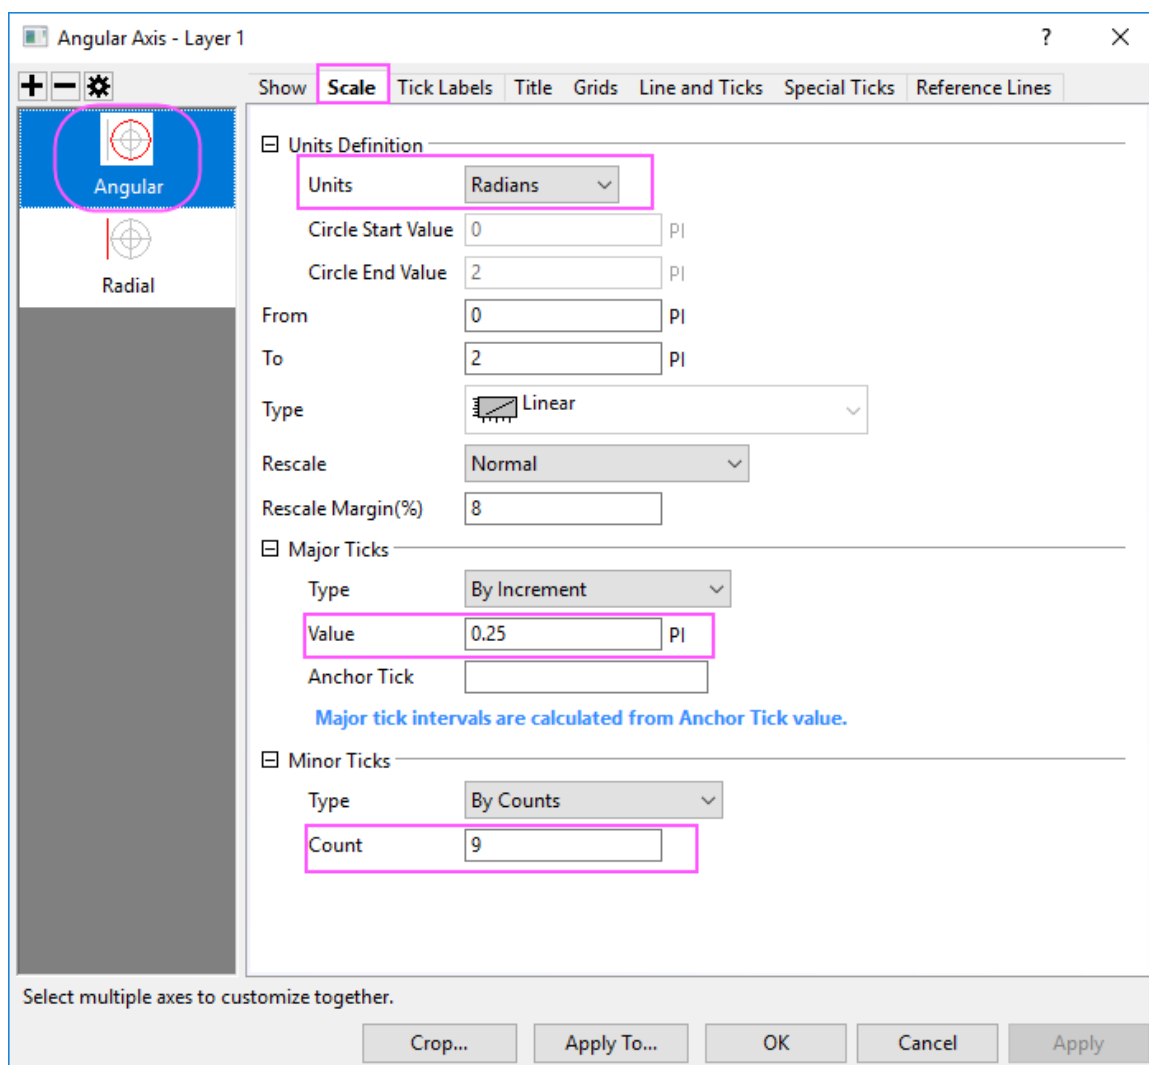 Angular Axis - Layer 1
?
Show Scale Tick Labels Title Grids Line and Ticks Special Ticks Reference Lines
Angular
Radial
Units Definition
Units Radians
Circle Start Value 0 PI
Circle End Value 2 PI
From 0 PI
To 2 PI
Type Linear
Rescale Normal
Rescale Margin(%) 8
Major Ticks
Type By Increment
Value 0.25 PI
Anchor Tick
Major tick intervals are calculated from Anchor Tick value.
Minor Ticks
Type By Counts
Count 9
Select multiple axes to customize together.
Crop... Apply To... OK Cancel Apply